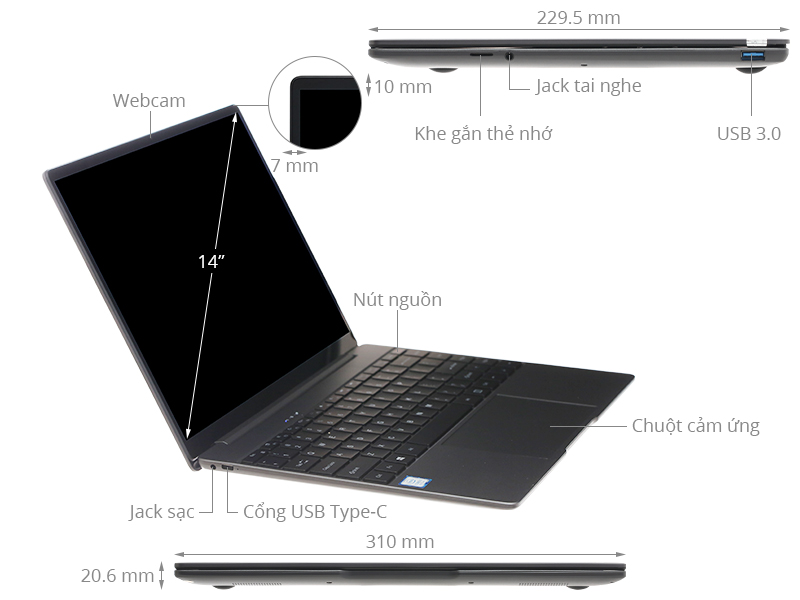 229.5 mm
10 mm
Jack tai nghe
Webcam
Khe gắn thẻ nhớ
USB 3.0
7 mm
14”
Nút nguồn
Chuột cảm ứng
Jack sạc
Cổng USB Type-C
310 mm
20.6 mm